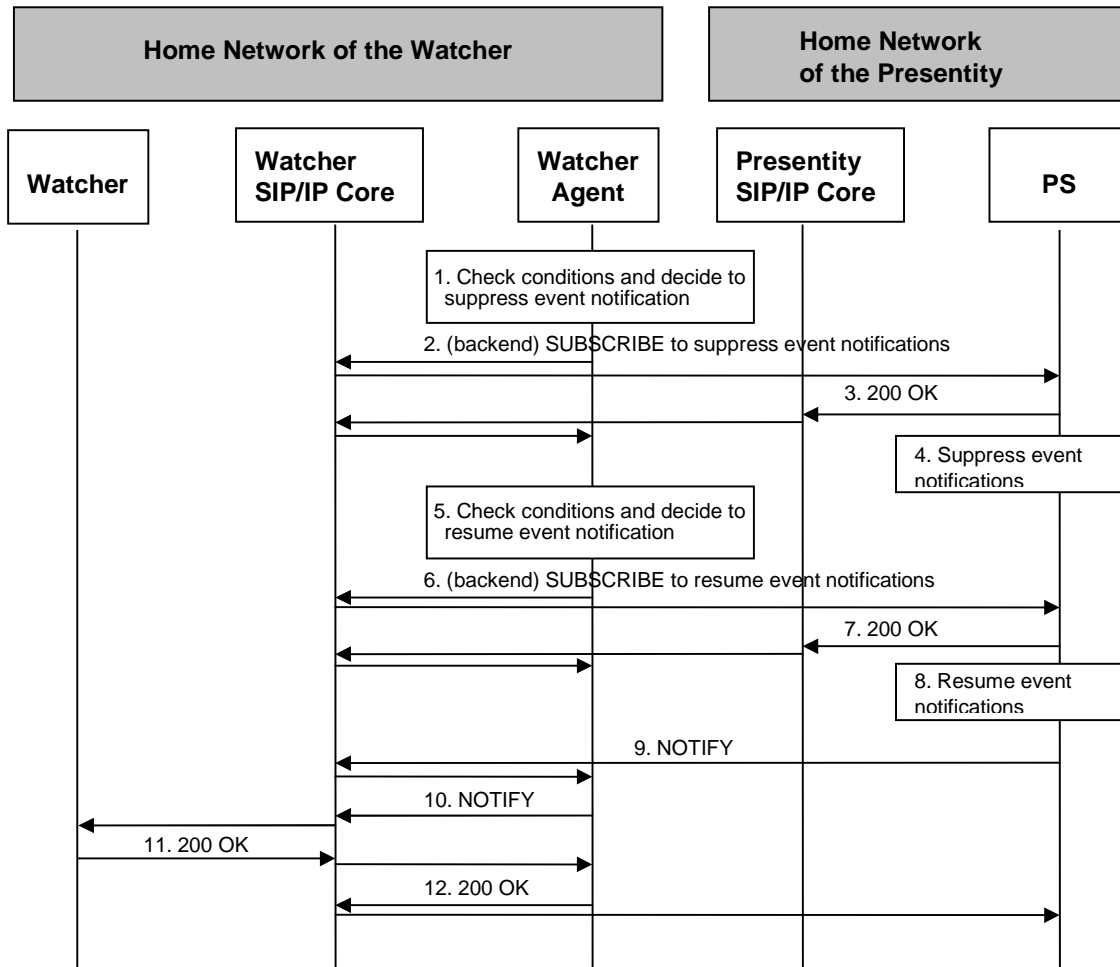 Home Network of the Watcher
Home Network
of the Presentity
Watcher
Watcher
SIP/IP Core
Watcher
Agent
Presentity
SIP/IP Core
PS
1. Check conditions and decide to
suppress event notification
2. (backend) SUBSCRIBE to suppress event notifications
3. 200 OK
4. Suppress event
notifications
5. Check conditions and decide to
resume event notification
6. (backend) SUBSCRIBE to resume event notifications
7. 200 OK
8. Resume event
notifications
9. NOTIFY
10. NOTIFY
11. 200 OK
12. 200 OK